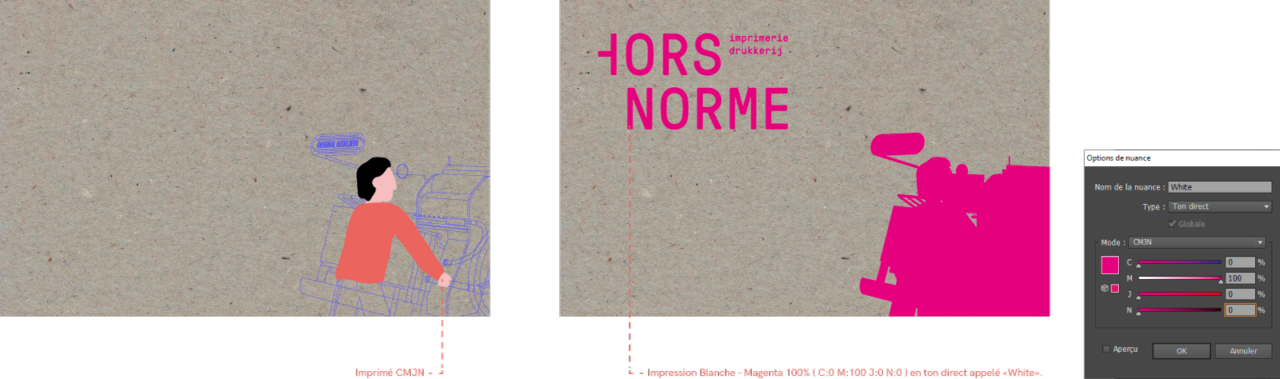 ORIGINAL HEIDELBERG
Imprimé CMJN
HORS
imprimerie
drukkerij
NORME
Impression Blanche - Magenta 100% ( C:0 M:100 J:0 N:0 ) en ton direct appelé «White».
Options de nuance
Nom de la nuance : White
Type : Ton direct
Globale
Mode : CMJN
C 0 %
M 100 %
J 0 %
N 0 %
Aperçu OK Annuler